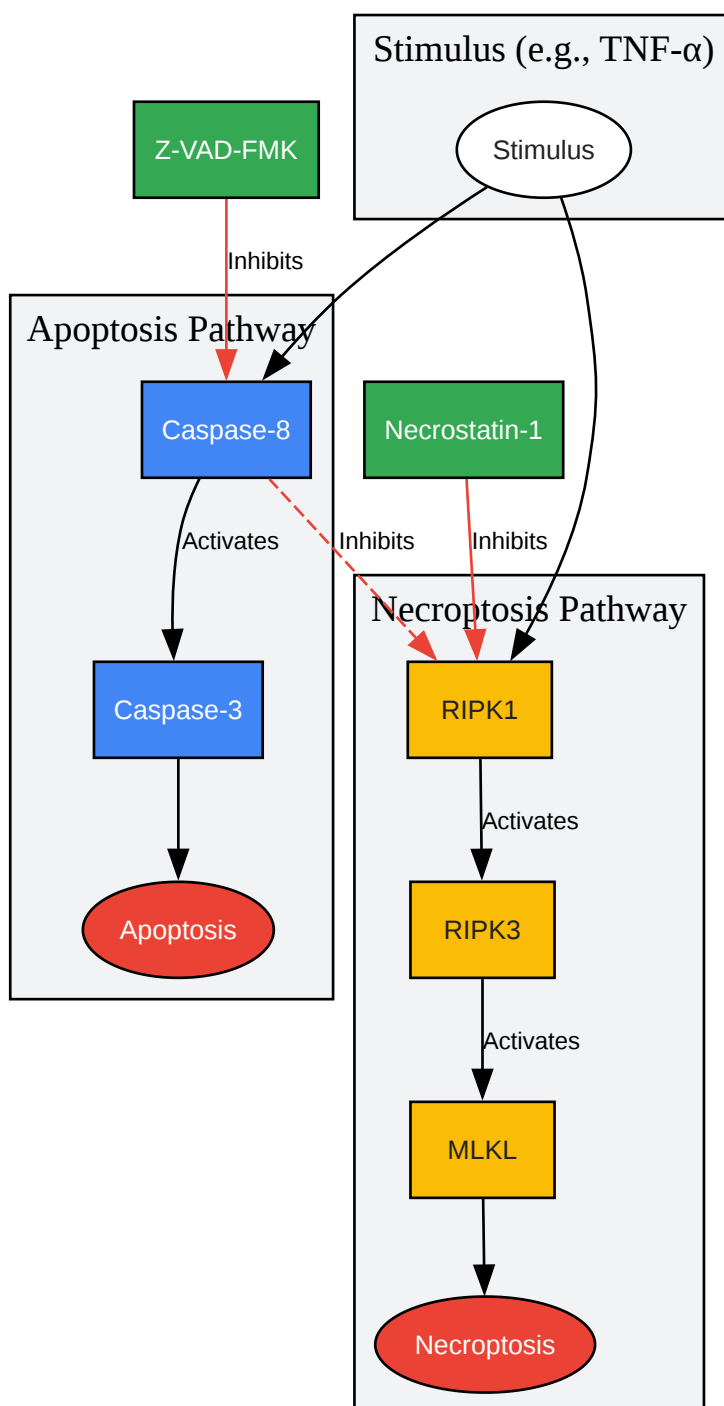 Stimulus (e.g., TNF-α)
Z-VAD-FMK
Stimulus
Inhibits
Apoptosis Pathway
Caspase-8
Necrostatin-1
Activates
Inhibits
Inhibits
Necroptosis Pathway
Caspase-3
RIPK1
Activates
Apoptosis
RIPK3
Activates
MLKL
Necroptosis